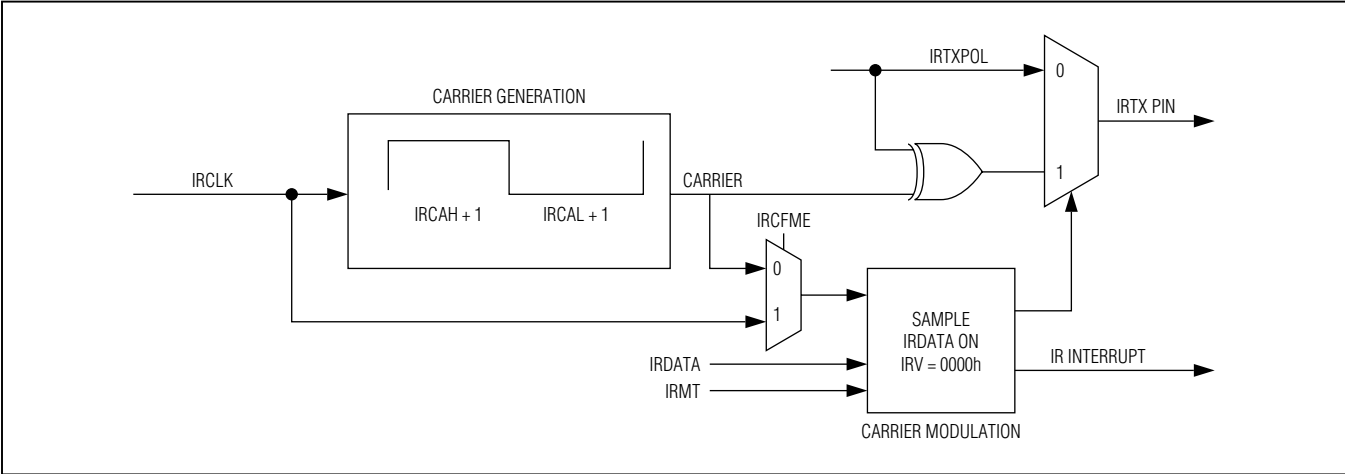 IRTXPOL
0
CARRIER GENERATION
IRTX PIN
1
IRCLK
CARRIER
IRCAH + 1
IRCAL + 1
IRCFME
0
1
SAMPLE
IRDATA ON
IRV = 0000h
IR INTERRUPT
IRDATA
IRMT
CARRIER MODULATION